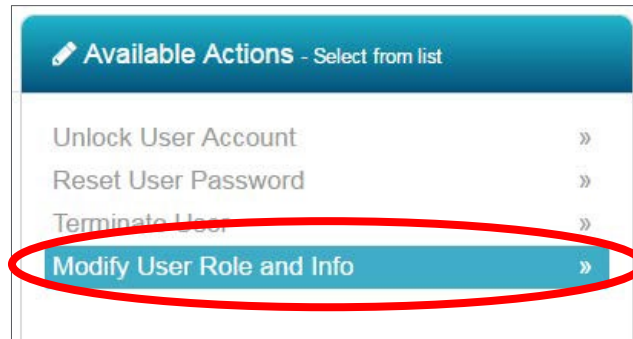 Available Actions - Select from list
Unlock User Account »
Reset User Password »
Terminate User »
Modify User Role and Info »